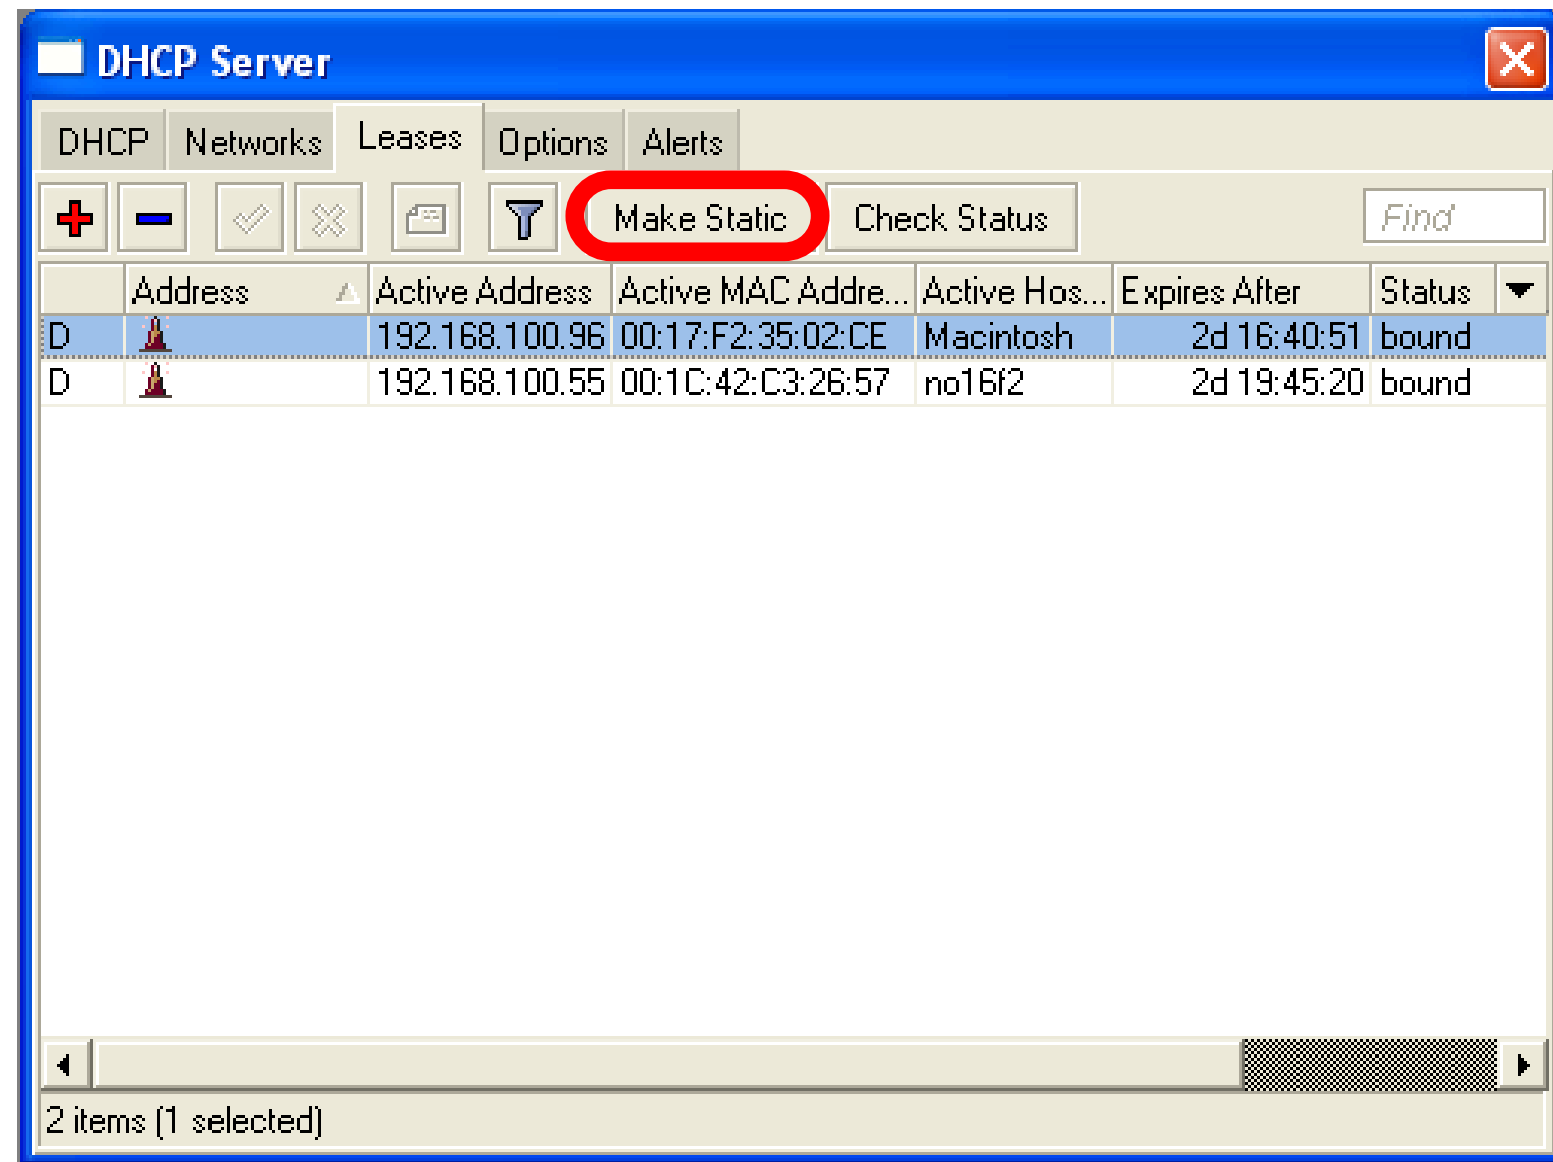 DHCP Server
DHCP Networks Leases Options Alerts
Make Static Check Status Find
Address Active Address Active MAC Addre... Active Hos... Expires After Status
D 192.168.100.96 00:17:F2:35:02:CE Macintosh 2d 16:40:51 bound
D 192.168.100.55 00:1C:42:C3:26:57 no16f2 2d 19:45:20 bound
2 items (1 selected)